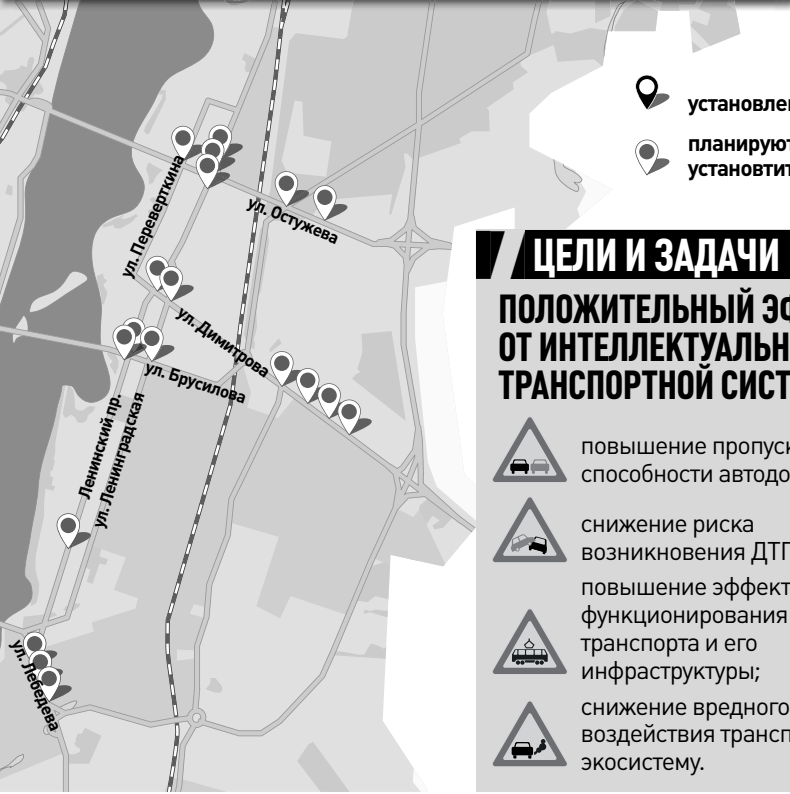 установлен
планируют
установтит
ул. Переверткина
ул. Остужева
ул. Димитрова
ул. Брусилова
Ленинский пр.
ул. Ленинградская
ул. Лебедева
ЦЕЛИ И ЗАДАЧИ
ПОЛОЖИТЕЛЬНЫЙ ЭФ
ОТ ИНТЕЛЛЕКТУАЛЬН
ТРАНСПОРТНОЙ СИСТ
повышение пропуск
способности автодо
снижение риска
возникновения ДТП
повышение эффект
функционирования
транспорта и его
инфраструктуры;
снижение вредного
воздействия трансп
экосистему.